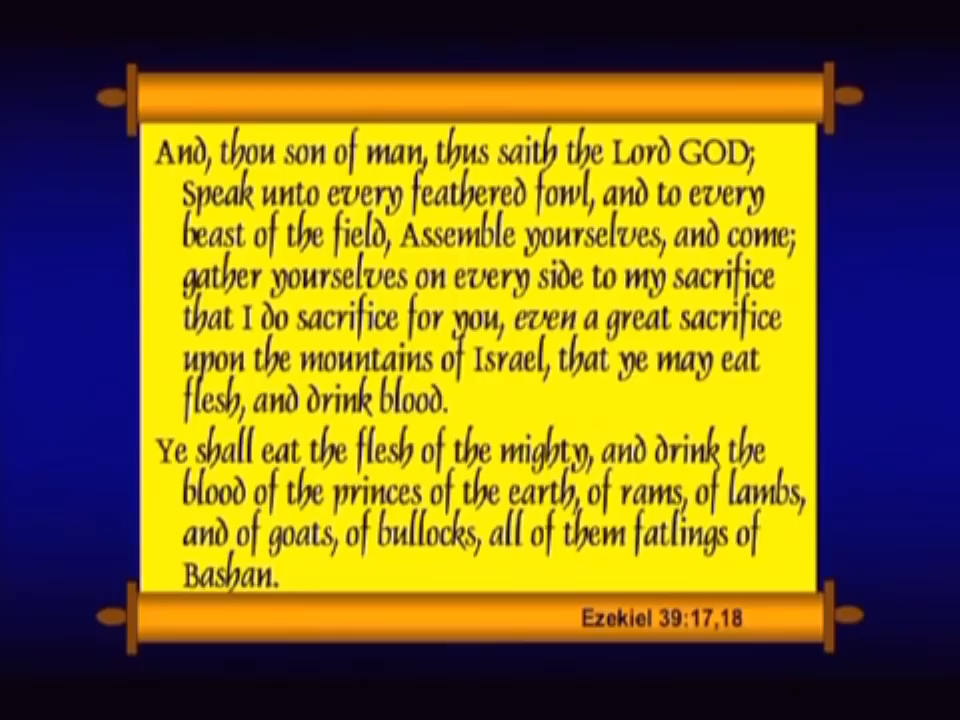 And, thou son of man, thus saith the Lord GOD;
Speak unto every feathered fowl, and to every
beast of the field, Assemble yourselves, and come;
gather yourselves on every side to my sacrifice
that I do sacrifice for you, even a great sacrifice
upon the mountains of Israel, that ye may eat
flesh, and drink blood.
Ye shall eat the flesh of the mighty, and drink the
blood of the princes of the earth, of rams, of lambs,
and of goats, of bullocks, all of them fatlings of
Bashan.
Ezekiel 39:17,18